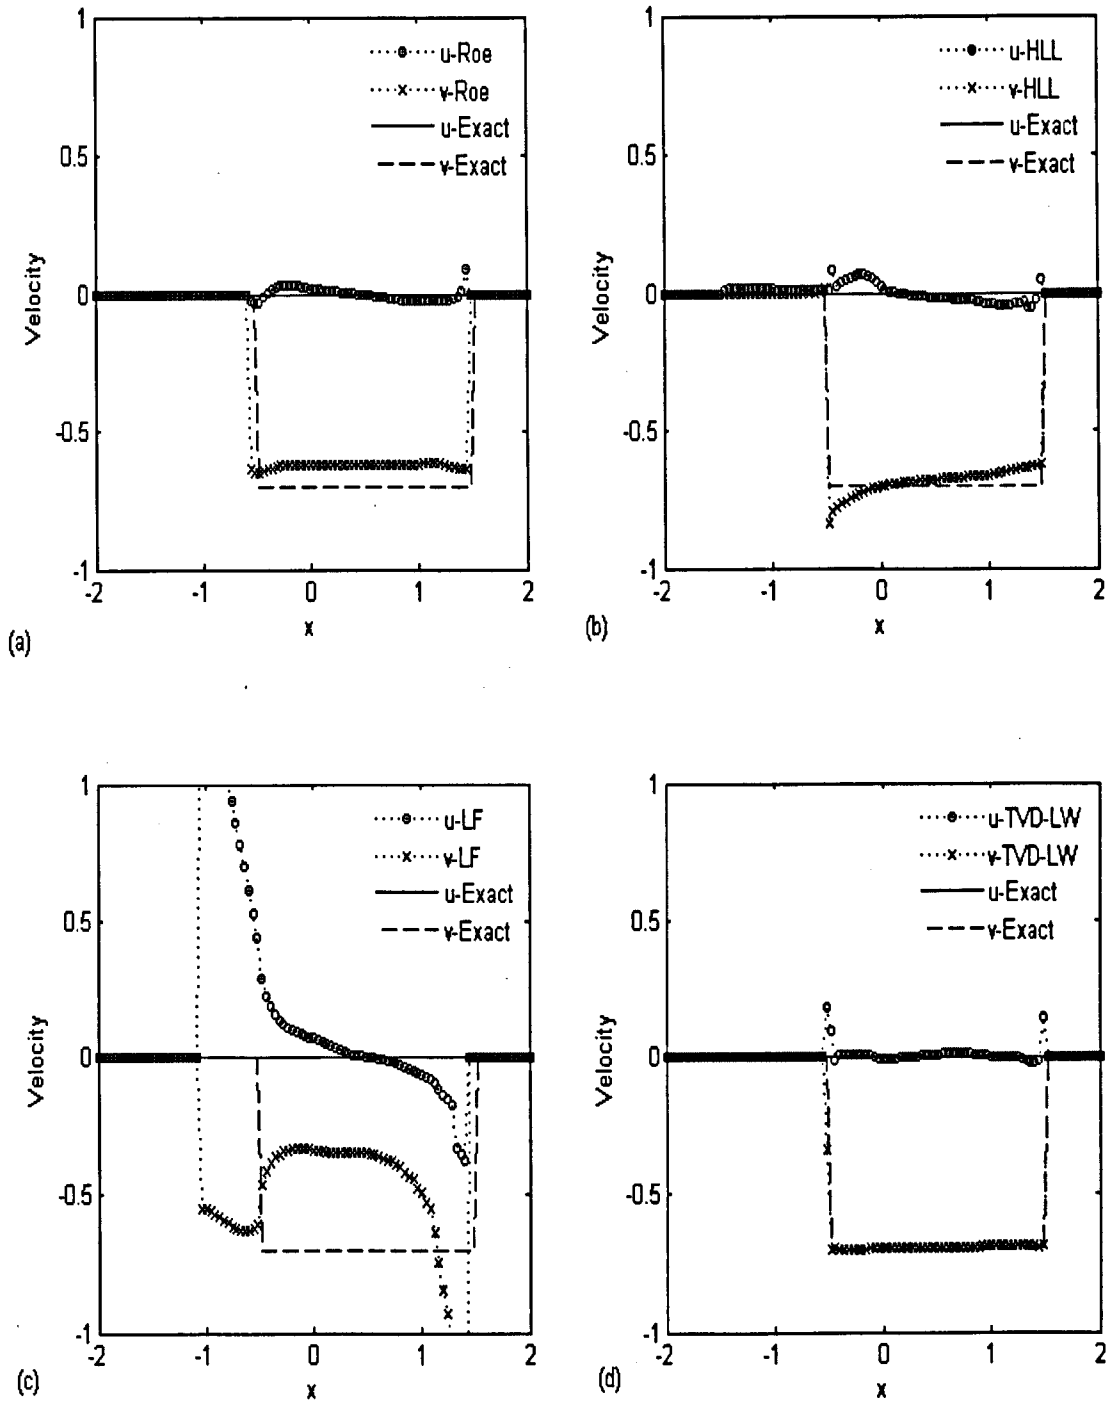 1
0.5
0
-0.5
-1
-2
-1
0
1
2
Velocity
x
u-Roe
v-Roe
u-Exact
v-Exact
(a)
1
0.5
0
-0.5
-1
-2
-1
0
1
2
Velocity
x
u-HLL
v-HLL
u-Exact
v-Exact
(b)
1
0.5
0
-0.5
-1
-2
-1
0
1
2
Velocity
x
u-LF
v-LF
u-Exact
v-Exact
(c)
1
0.5
0
-0.5
-1
-2
-1
0
1
2
Velocity
x
u-TVD-LW
v-TVD-LW
u-Exact
v-Exact
(d)